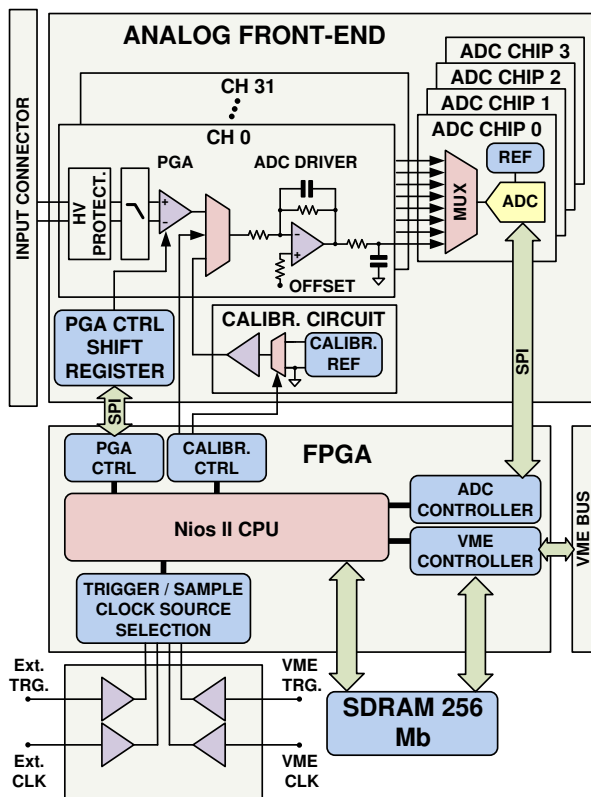 ANALOG FRONT-END
INPUT CONNECTOR
CH 31
CH 0
PGA
ADC DRIVER
HV
PROTECT.
+
-
-
+
OFFSET
ADC CHIP 3
ADC CHIP 2
ADC CHIP 1
ADC CHIP 0
REF
MUX
ADC
PGA CTRL
SHIFT
REGISTER
CALIBR. CIRCUIT
CALIBR.
REF
SPI
SPI
FPGA
PGA
CTRL
CALIBR.
CTRL
ADC
CONTROLLER
Nios II CPU
VME
CONTROLLER
VME BUS
TRIGGER / SAMPLE
CLOCK SOURCE
SELECTION
Ext.
TRG.
VME
TRG.
Ext.
CLK
VME
CLK
SDRAM 256
Mb